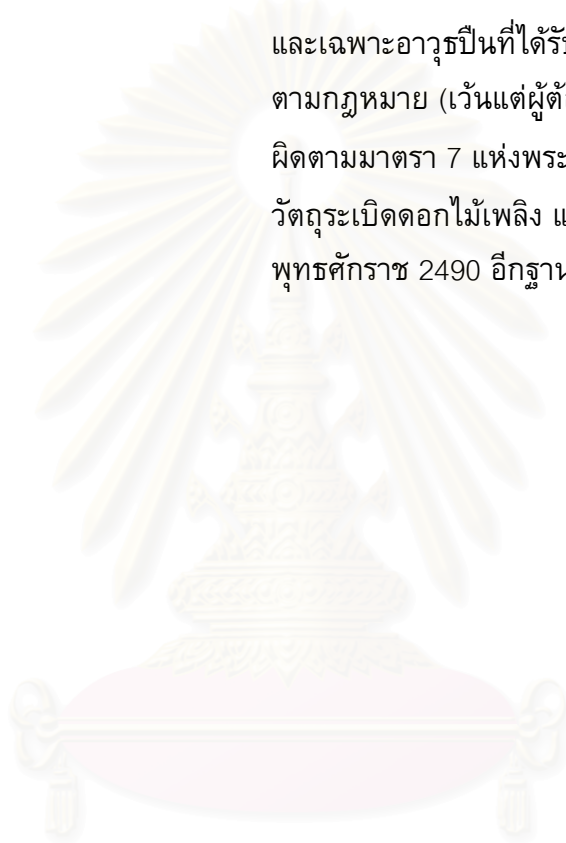 และเฉพาะอาวุธปืนที่ได้รับ
ตามกฎหมาย (เว้นแต่ผู้ต้
ผิดตามมาตรา 7 แห่งพระ
วัตถุระเบิดดอกไม้เพลิง
พุทธศักราช 2490 อีกฐาน